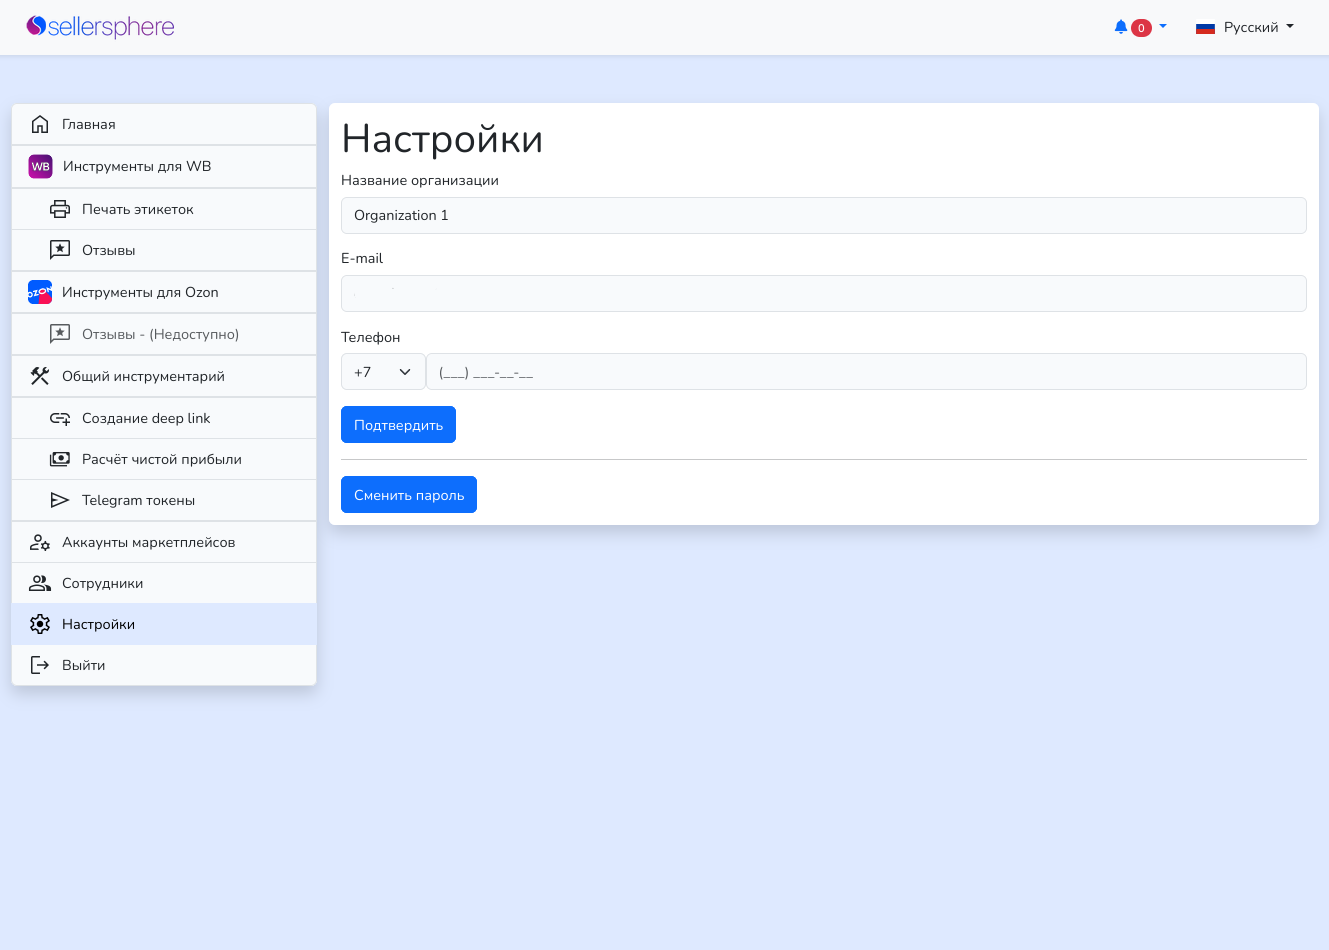 sellersphere
0
Русский
Главная
WB
Инструменты для WB
Печать этикеток
Отзывы
OZON
Инструменты для Ozon
Отзывы - (Недоступно)
Общий инструментарий
Создание deep link
Расчёт чистой прибыли
Telegram токены
Аккаунты маркетплейсов
Сотрудники
Настройки
Выйти
Настройки
Название организации
Organization 1
E-mail
Телефон
+7
(___) ___-__-__
Подтвердить
Сменить пароль